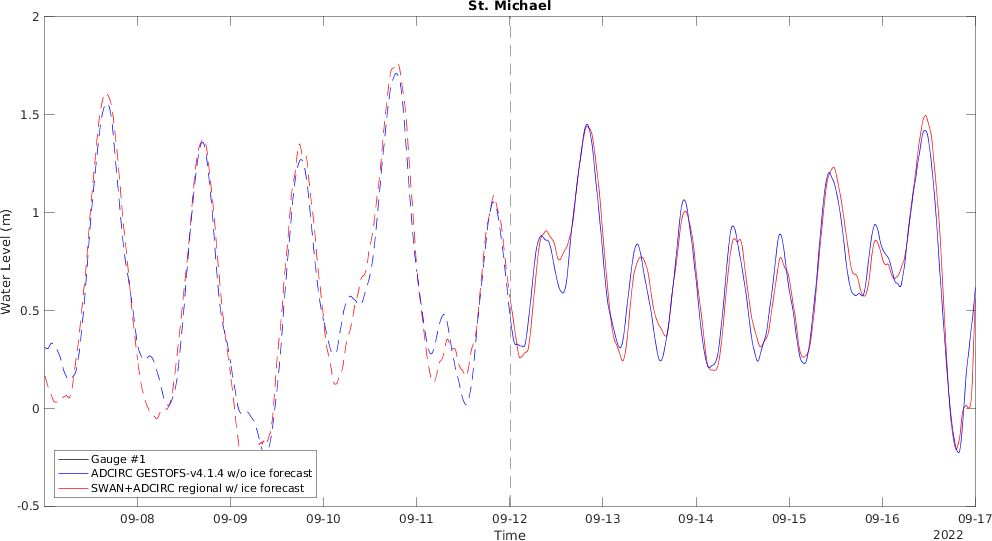 St. Michael
2
1.5
1
0.5
0
-0.5
Water Level (m)
Gauge #1
ADCIRC GESTOFS-v4.1.4 w/o ice forecast
SWAN+ADCIRC regional w/ ice forecast
09-08 09-09 09-10 09-11 09-12 09-13 09-14 09-15 09-16 09-17
Time
2022